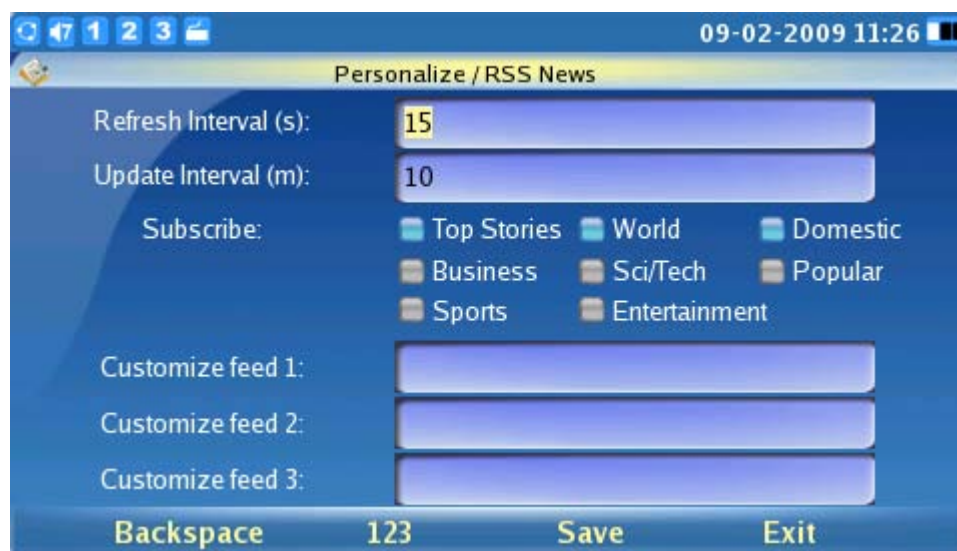 7 1 2 3 09-02-2009 11:26
Personalize / RSS News
Refresh Interval (s): 15
Update Interval (m): 10
Subscribe: Top Stories World Domestic
Business Sci/Tech Popular
Sports Entertainment
Customize feed 1:
Customize feed 2:
Customize feed 3:
Backspace 123 Save Exit